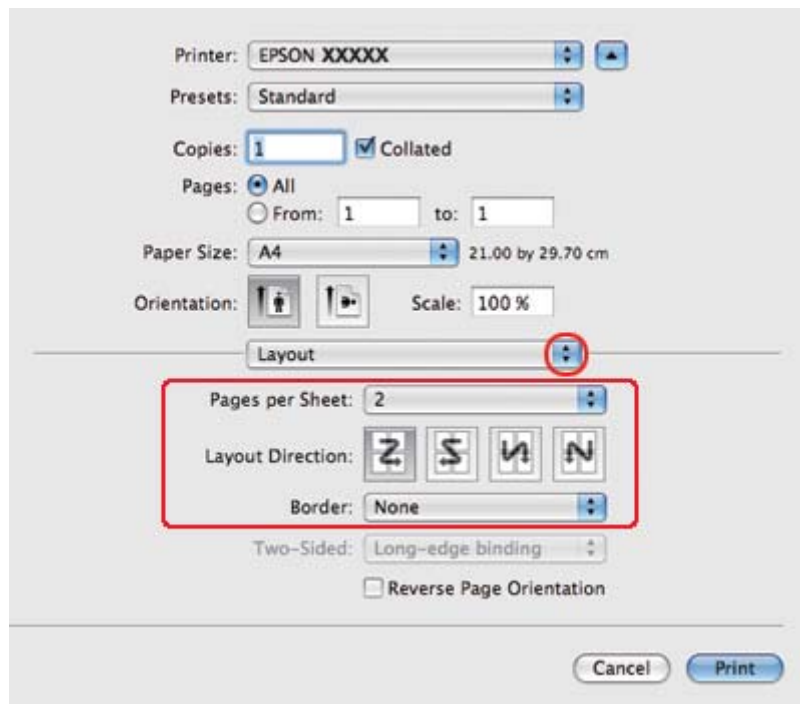 Printer: EPSON XXXXX
Presets: Standard
Copies: 1 Collated
Pages: All
From: 1 to: 1
Paper Size: A4 21.00 by 29.70 cm
Orientation: Scale: 100 %
Layout
Pages per Sheet: 2
Layout Direction:
Border: None
Two-Sided: Long-edge binding
Reverse Page Orientation
Cancel Print